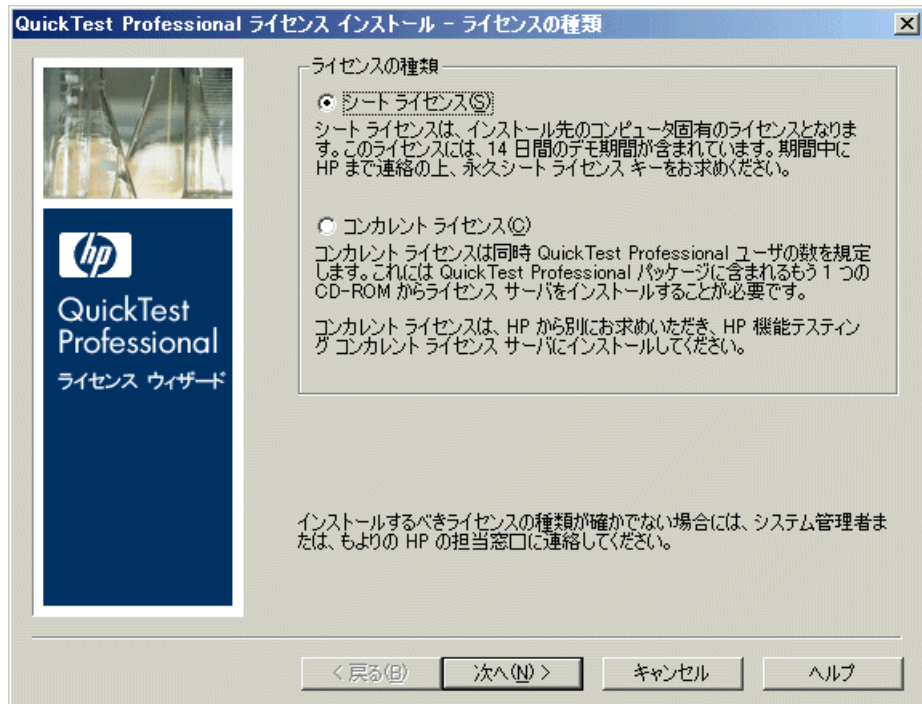 QuickTest Professional ライセンス インストール - ライセンスの種類
ライセンスの種類
シート ライセンス(S)
シート ライセンスは、インストール先のコンピュータ固有のライセンスとなりま
す。このライセンスには、14 日間のデモ期間が含まれています。期間中に
HP まで連絡の上、永久シート ライセンス キーをお求めください。
コンカレント ライセンス(C)
コンカレント ライセンスは同時 QuickTest Professional ユーザの数を規定
します。これには QuickTest Professional パッケージに含まれるもう 1 つの
CD-ROM からライセンス サーバをインストールすることが必要です。
コンカレント ライセンスは、HP から別にお求めいただき、HP 機能テスティン
グ コンカレント ライセンス サーバにインストールしてください。
hp
QuickTest
Professional
ライセンス ウィザード
インストールするべきライセンスの種類が確かでない場合には、システム管理者ま
たは、もよりの HP の担当窓口に連絡してください。
< 戻る(B)
次へ(N) >
キャンセル
ヘルプ